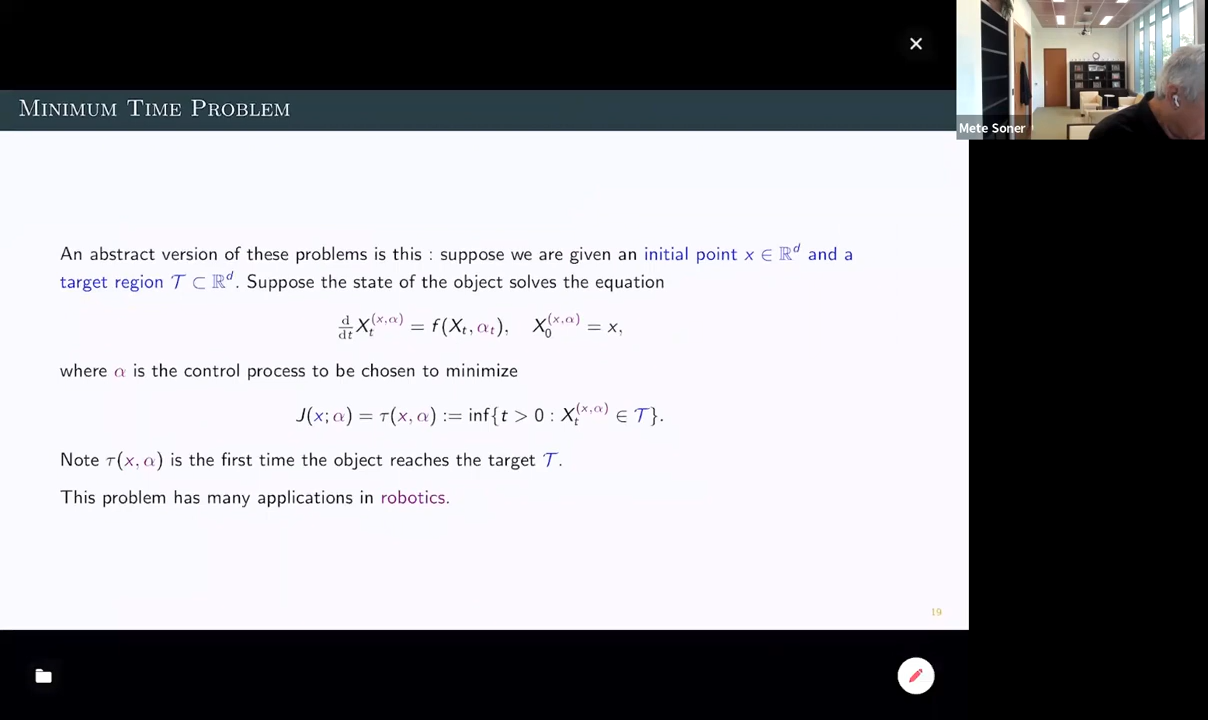 Minimum Time Problem
Mete Soner
An abstract version of these problems is this : suppose we are given an initial point x ∈ ℝ^d and a
target region 𝒯 ⊂ ℝ^d. Suppose the state of the object solves the equation
d/dt X_t^(x,α) = f(X_t, α_t), X_0^(x,α) = x,
where α is the control process to be chosen to minimize
J(x; α) = τ(x, α) := inf{t > 0 : X_t^(x,α) ∈ 𝒯}.
Note τ(x, α) is the first time the object reaches the target 𝒯.
This problem has many applications in robotics.
19